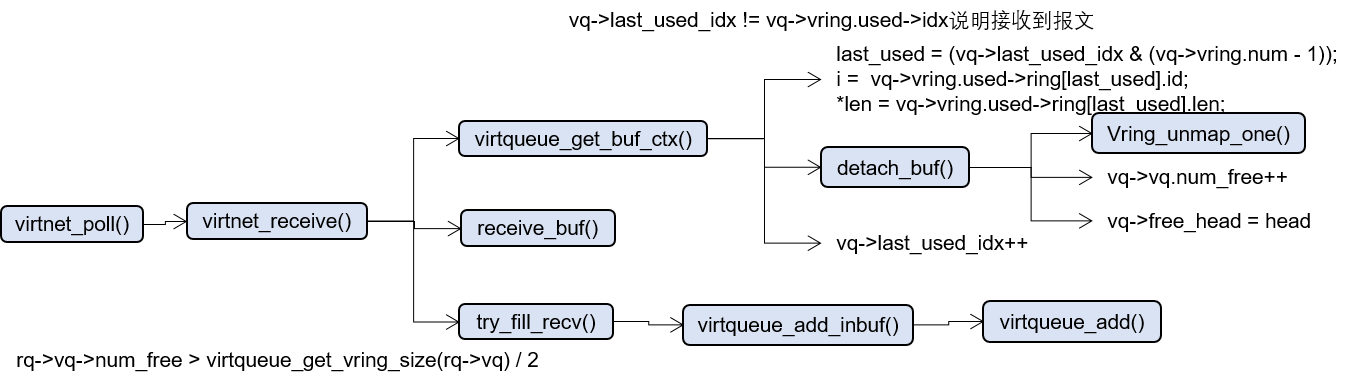 vq->last_used_idx != vq->vring.used->idx说明接收到报文
last_used = (vq->last_used_idx & (vq->vring.num - 1));
i =  vq->vring.used->ring[last_used].id;
*len = vq->vring.used->ring[last_used].len;
virtqueue_get_buf_ctx()
Vring_unmap_one()
detach_buf()
vq->vq.num_free++
virtnet_poll()
virtnet_receive()
receive_buf()
vq->free_head = head
vq->last_used_idx++
try_fill_recv()
virtqueue_add_inbuf()
virtqueue_add()
rq->vq->num_free > virtqueue_get_vring_size(rq->vq) / 2